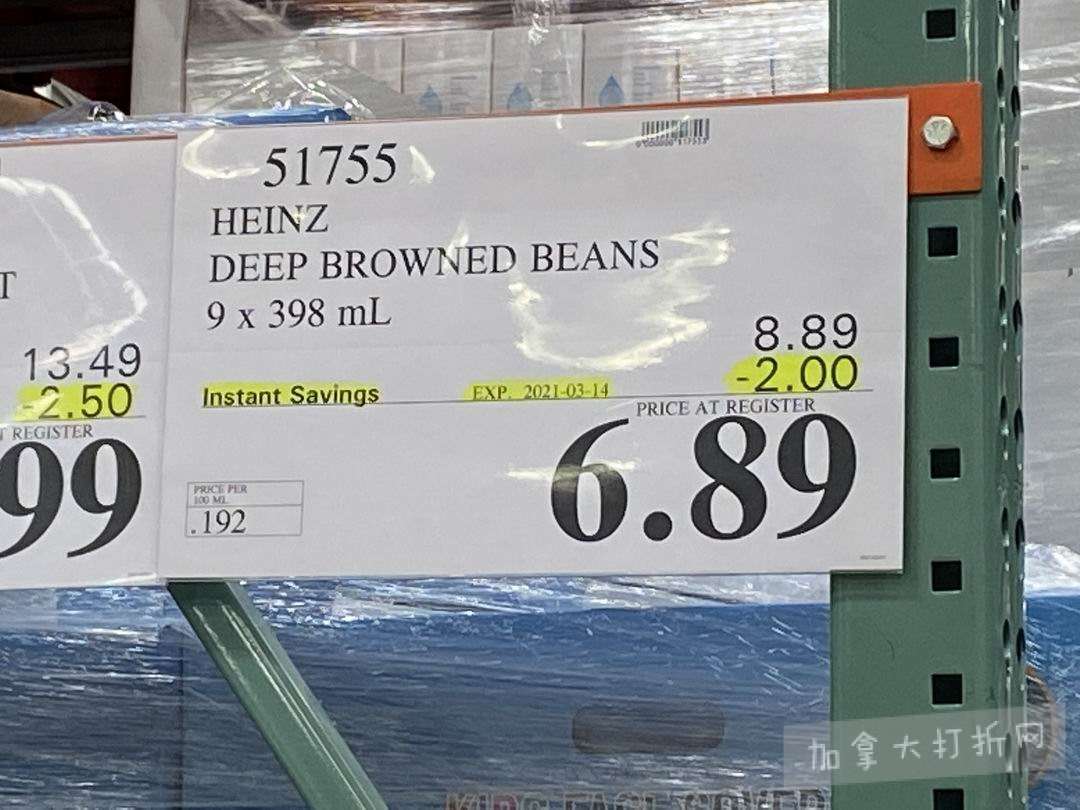 51755
HEINZ
DEEP BROWNED BEANS
9 x 398 mL
8.89
Instant Savings
EXP. 2021-03-14
-2.00
PRICE AT REGISTER
6.89
PRICE PER
100 ML
.192
T
13.49
-2.50
REGISTER
99
加拿大打折网